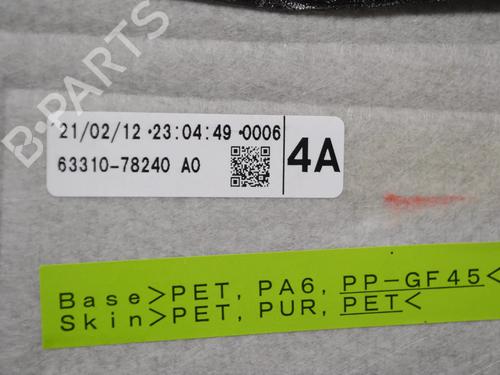 B-PARTS
'21/02/12 •23:04:49 •0006
63310-78240 A0
4A
Base>PET, PA6, PP-GF45<
Skin>PET, PUR, PET<